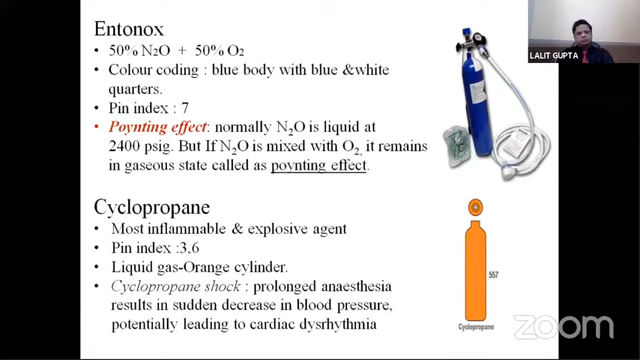 Entonox
• 50% N2O + 50% O2
• Colour coding : blue body with blue &white
quarters.
• Pin index : 7
• Poynting effect: normally N2O is liquid at
2400 psig. But if N2O is mixed with O2, it remains
in gaseous state called as poynting effect.
Cyclopropane
• Most inflammable & explosive agent
• Pin index :3,6
• Liquid gas-Orange cylinder.
• Cyclopropane shock : prolonged anaesthesia
results in sudden decrease in blood pressure,
potentially leading to cardiac dysrhythmia
557
Cyclopropane
LALIT GUPTA
zoom